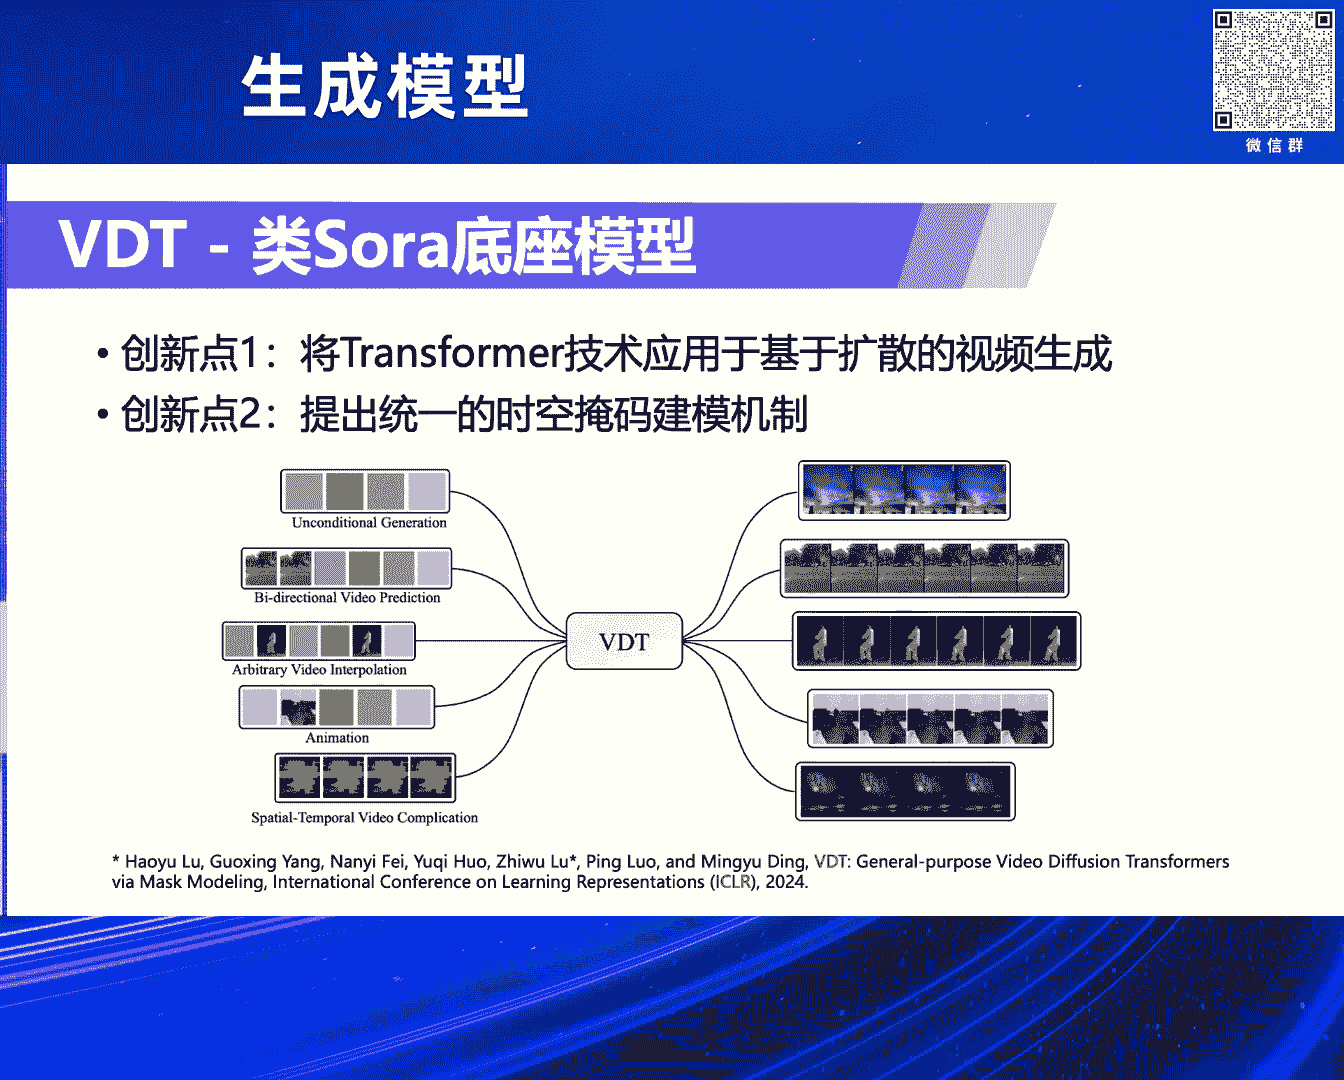 生成模型
微信群
VDT - 类Sora底座模型
• 创新点1：将Transformer技术应用于基于扩散的视频生成
• 创新点2：提出统一的时空掩码建模机制
Unconditional Generation
Bi-directional Video Prediction
Arbitrary Video Interpolation
Animation
Spatial-Temporal Video Complication
VDT
* Haoyu Lu, Guoxing Yang, Nanyi Fei, Yuqi Huo, Zhiwu Lu*, Ping Luo, and Mingyu Ding, VDT: General-purpose Video Diffusion Transformers
via Mask Modeling, International Conference on Learning Representations (ICLR), 2024.